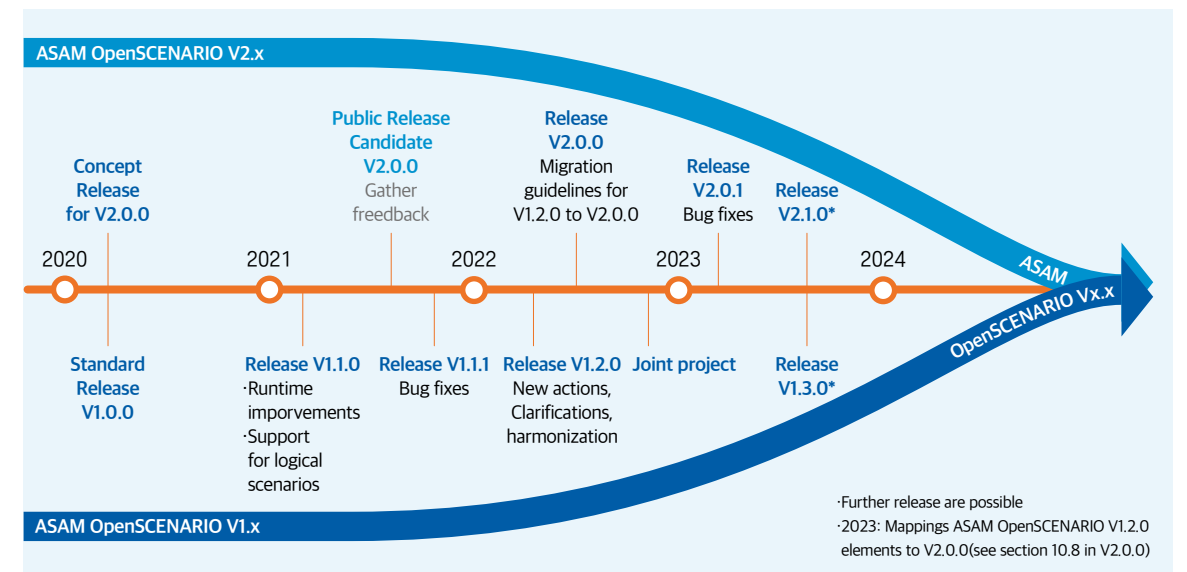 ASAM OpenSCENARIO V2.x
Concept
Release
for V2.0.0
Public Release
Candidate
V2.0.0
Gather
freedback
Release
V2.0.0
Migration
guidelines for
V1.2.0 to V2.0.0
Release
V2.0.1
Bug fixes
Release
V2.1.0*
2020
2021
2022
2023
2024
ASAM
OpenSCENARIO Vx.x
Standard
Release
V1.0.0
Release V1.1.0
·Runtime
imporvements
·Support
for logical
scenarios
Release V1.1.1
Bug fixes
Release V1.2.0
New actions,
Clarifications,
harmonization
Joint project
Release
V1.3.0*
ASAM OpenSCENARIO V1.x
·Further release are possible
·2023: Mappings ASAM OpenSCENARIO V1.2.0
elements to V2.0.0(see section 10.8 in V2.0.0)